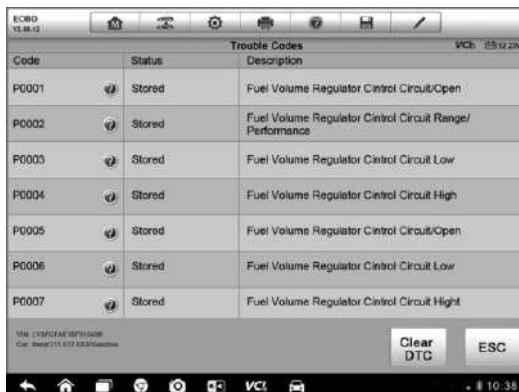 EOBD
Trouble Codes VCI
Code Status Description
P0001 Stored Fuel Volume Regulator Cintrol Circuit/Open
P0002 Stored Fuel Volume Regulator Cintrol Circuit Range/
Performance
P0003 Stored Fuel Volume Regulator Cintrol Circuit Low
P0004 Stored Fuel Volume Regulator Cintrol Circuit High
P0005 Stored Fuel Volume Regulator Cintrol Circuit/Open
P0006 Stored Fuel Volume Regulator Cintrol Circuit Low
P0007 Stored Fuel Volume Regulator Cintrol Circuit Hight
Clear
DTC
ESC
VCI
10:38